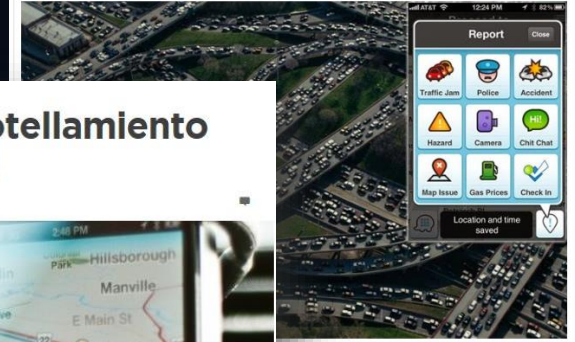 otellamiento
2:46 PM
Park
Hillsborough
Manville
E Main St
22
AT&T 12:24 PM 82%
Report
Close
Traffic Jam
Police
Accident
Hazard
Camera
Hi!
Chit Chat
Map Issue
Gas Prices
Check In
Location and time
saved